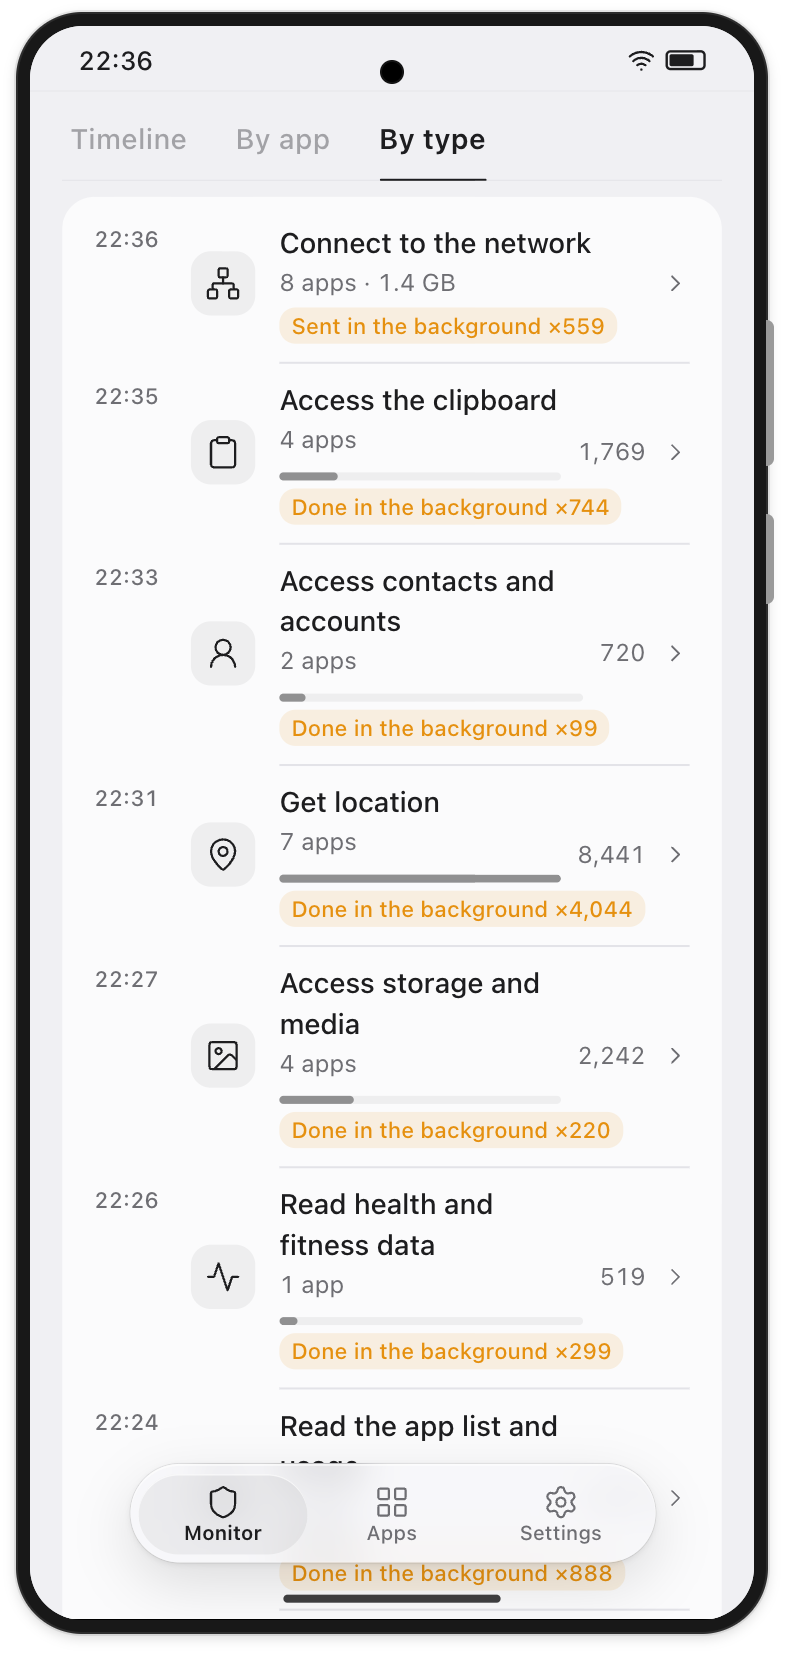 22:36
Timeline By app By type
22:36
Connect to the network
8 apps · 1.4 GB
Sent in the background ×559
22:35
Access the clipboard
4 apps
1,769
Done in the background ×744
22:33
Access contacts and
accounts
2 apps
720
Done in the background ×99
22:31
Get location
7 apps
8,441
Done in the background ×4,044
22:27
Access storage and
media
4 apps
2,242
Done in the background ×220
22:26
Read health and
fitness data
1 app
519
Done in the background ×299
22:24
Read the app list and
Monitor Apps Settings
Done in the background ×888